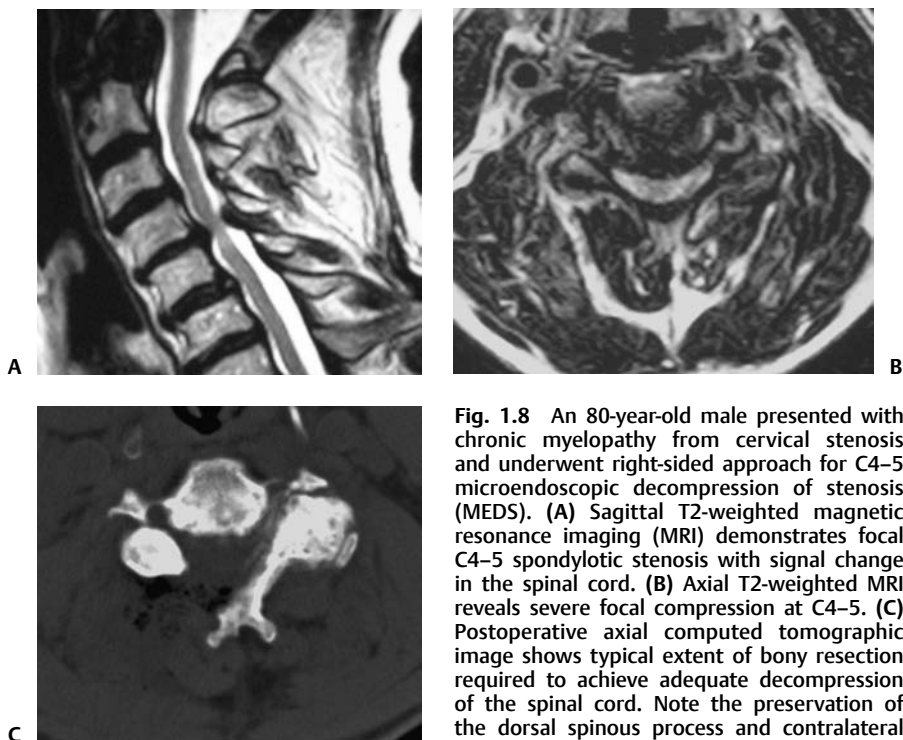 A
B
Fig. 1.8 An 80-year-old male presented with
chronic myelopathy from cervical stenosis
and underwent right-sided approach for C4–5
microendoscopic decompression of stenosis
(MEDS). (A) Sagittal T2-weighted magnetic
resonance imaging (MRI) demonstrates focal
C4–5 spondylotic stenosis with signal change
in the spinal cord. (B) Axial T2-weighted MRI
reveals severe focal compression at C4–5. (C)
Postoperative axial computed tomographic
image shows typical extent of bony resection
required to achieve adequate decompression
of the spinal cord. Note the preservation of
the dorsal spinous process and contralateral
C